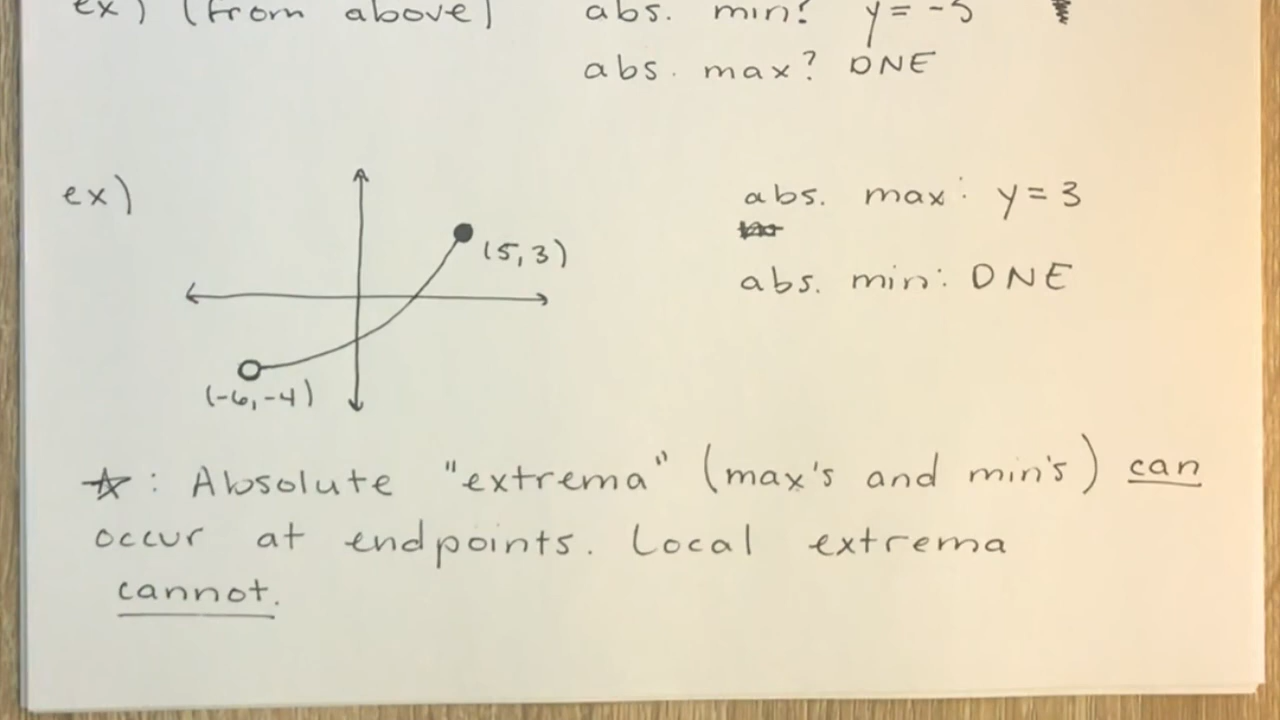 ex) (from above) abs. min? y = -5
abs. max? DNE
ex)
abs. max: y = 3
(5,3)
abs. min: DNE
(-6,-4)
☆: Absolute "extrema" (max's and min's) can
occur at endpoints. Local extrema
cannot.